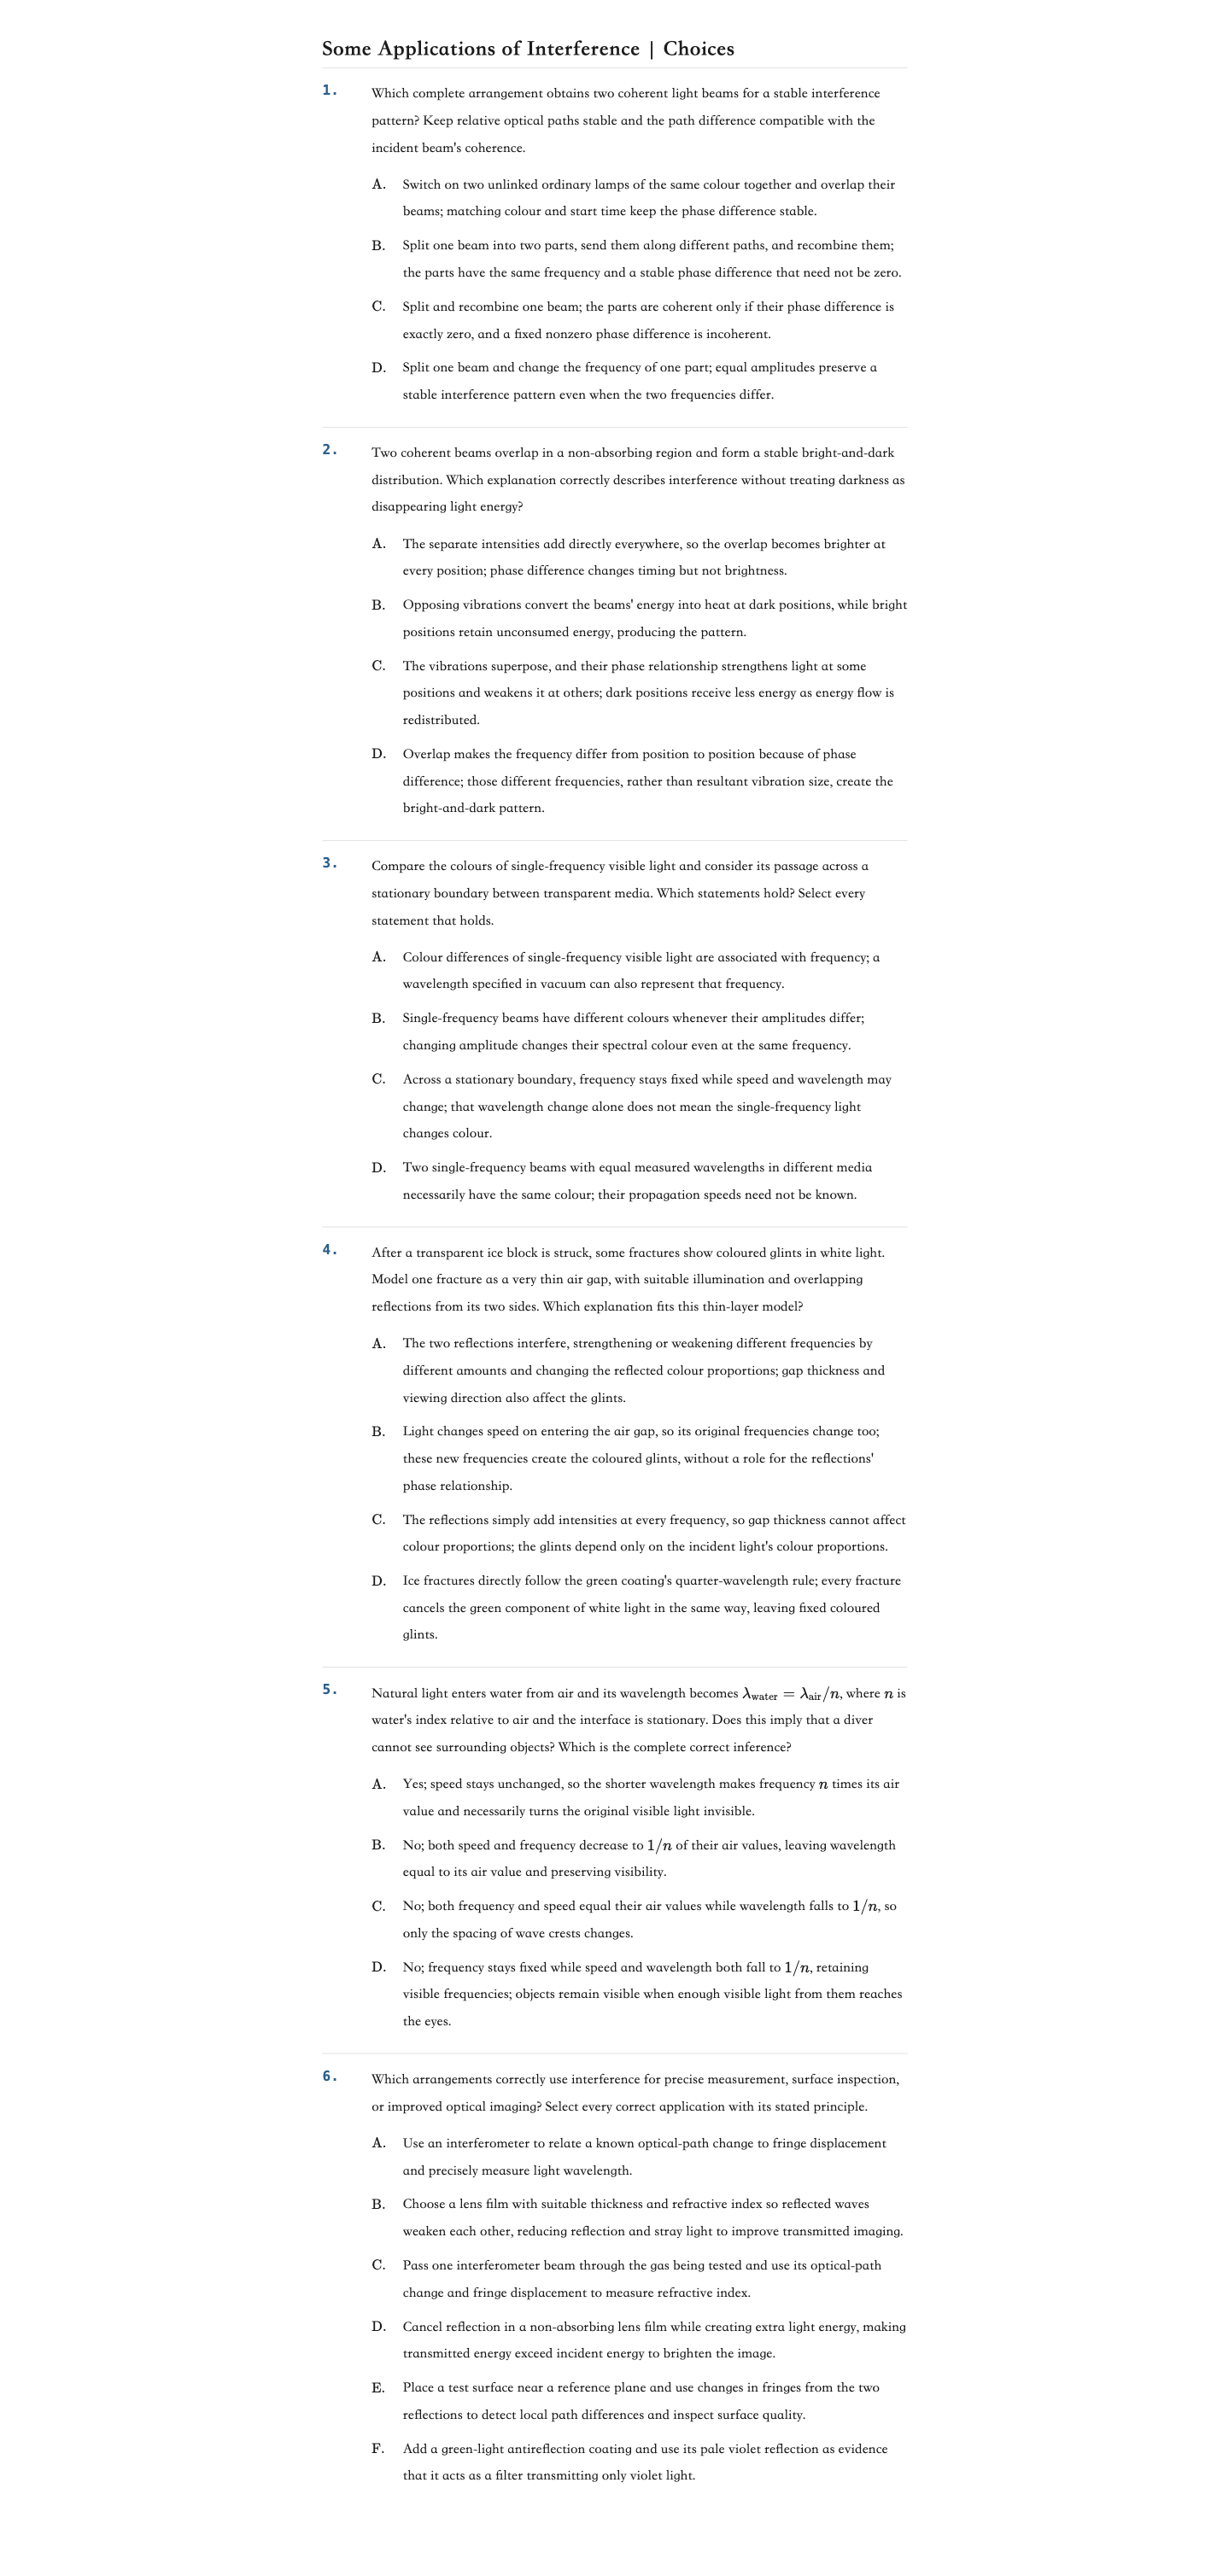 Some Applications of Interference | Choices
1.
Which complete arrangement obtains two coherent light beams for a stable interference
pattern? Keep relative optical paths stable and the path difference compatible with the
incident beam's coherence.
A. Switch on two unlinked ordinary lamps of the same colour together and overlap their
beams; matching colour and start time keep the phase difference stable.
B. Split one beam into two parts, send them along different paths, and recombine them;
the parts have the same frequency and a stable phase difference that need not be zero.
C. Split and recombine one beam; the parts are coherent only if their phase difference is
exactly zero, and a fixed nonzero phase difference is incoherent.
D. Split one beam and change the frequency of one part; equal amplitudes preserve a
stable interference pattern even when the two frequencies differ.
2.
Two coherent beams overlap in a non-absorbing region and form a stable bright-and-dark
distribution. Which explanation correctly describes interference without treating darkness as
disappearing light energy?
A. The separate intensities add directly everywhere, so the overlap becomes brighter at
every position; phase difference changes timing but not brightness.
B. Opposing vibrations convert the beams' energy into heat at dark positions, while bright
positions retain unconsumed energy, producing the pattern.
C. The vibrations superpose, and their phase relationship strengthens light at some
positions and weakens it at others; dark positions receive less energy as energy flow is
redistributed.
D. Overlap makes the frequency differ from position to position because of phase
difference; those different frequencies, rather than resultant vibration size, create the
bright-and-dark pattern.
3.
Compare the colours of single-frequency visible light and consider its passage across a
stationary boundary between transparent media. Which statements hold? Select every
statement that holds.
A. Colour differences of single-frequency visible light are associated with frequency; a
wavelength specified in vacuum can also represent that frequency.
B. Single-frequency beams have different colours whenever their amplitudes differ;
changing amplitude changes their spectral colour even at the same frequency.
C. Across a stationary boundary, frequency stays fixed while speed and wavelength may
change; that wavelength change alone does not mean the single-frequency light
changes colour.
D. Two single-frequency beams with equal measured wavelengths in different media
necessarily have the same colour; their propagation speeds need not be known.
4.
After a transparent ice block is struck, some fractures show coloured glints in white light.
Model one fracture as a very thin air gap, with suitable illumination and overlapping
reflections from its two sides. Which explanation fits this thin-layer model?
A. The two reflections interfere, strengthening or weakening different frequencies by
different amounts and changing the reflected colour proportions; gap thickness and
viewing direction also affect the glints.
B. Light changes speed on entering the air gap, so its original frequencies change too;
these new frequencies create the coloured glints, without a role for the reflections'
phase relationship.
C. The reflections simply add intensities at every frequency, so gap thickness cannot affect
colour proportions; the glints depend only on the incident light's colour proportions.
D. Ice fractures directly follow the green coating's quarter-wavelength rule; every fracture
cancels the green component of white light in the same way, leaving fixed coloured
glints.
5.
Natural light enters water from air and its wavelength becomes λ_water = λ_air/n, where n is
water's index relative to air and the interface is stationary. Does this imply that a diver
cannot see surrounding objects? Which is the complete correct inference?
A. Yes; speed stays unchanged, so the shorter wavelength makes frequency n times its air
value and necessarily turns the original visible light invisible.
B. No; both speed and frequency decrease to 1/n of their air values, leaving wavelength
equal to its air value and preserving visibility.
C. No; both frequency and speed equal their air values while wavelength falls to 1/n, so
only the spacing of wave crests changes.
D. No; frequency stays fixed while speed and wavelength both fall to 1/n, retaining
visible frequencies; objects remain visible when enough visible light from them reaches
the eyes.
6.
Which arrangements correctly use interference for precise measurement, surface inspection,
or improved optical imaging? Select every correct application with its stated principle.
A. Use an interferometer to relate a known optical-path change to fringe displacement
and precisely measure light wavelength.
B. Choose a lens film with suitable thickness and refractive index so reflected waves
weaken each other, reducing reflection and stray light to improve transmitted imaging.
C. Pass one interferometer beam through the gas being tested and use its optical-path
change and fringe displacement to measure refractive index.
D. Cancel reflection in a non-absorbing lens film while creating extra light energy, making
transmitted energy exceed incident energy to brighten the image.
E. Place a test surface near a reference plane and use changes in fringes from the two
reflections to detect local path differences and inspect surface quality.
F. Add a green-light antireflection coating and use its pale violet reflection as evidence
that it acts as a filter transmitting only violet light.